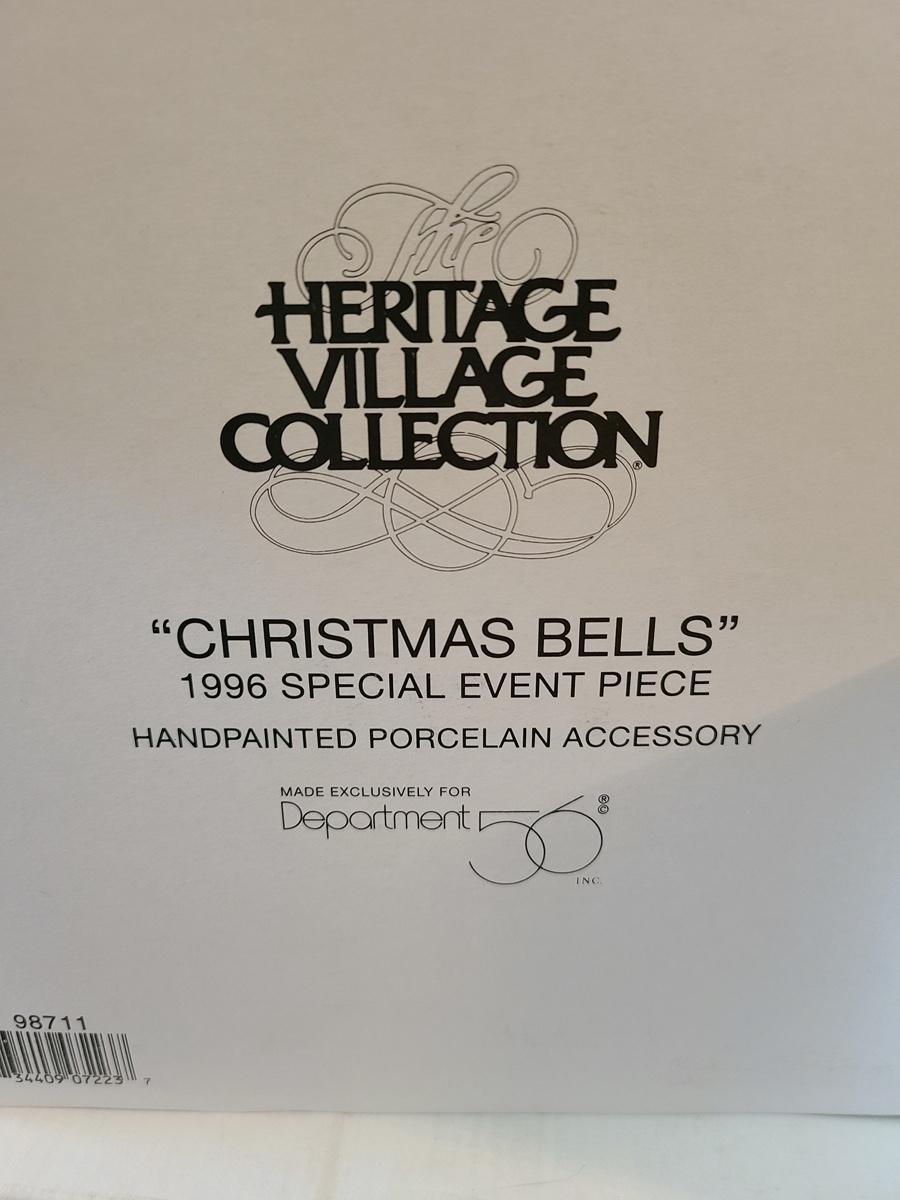 The
HERITAGE
VILLAGE
COLLECTION®
“CHRISTMAS BELLS”
1996 SPECIAL EVENT PIECE
HANDPAINTED PORCELAIN ACCESSORY
MADE EXCLUSIVELY FOR
Department 56 ® ©
INC.
98711
34409 07223 7